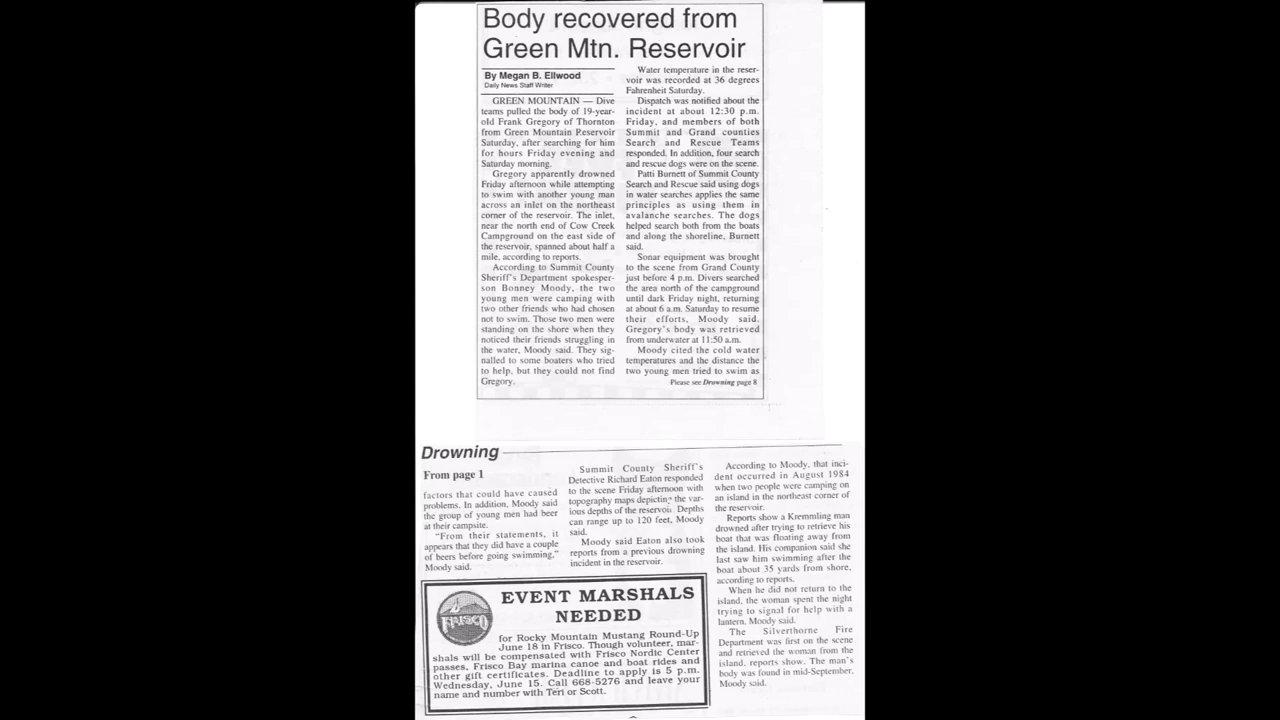 Body recovered from
Green Mtn. Reservoir
By Megan B. Ellwood
Daily News Staff Writer
GREEN MOUNTAIN — Dive
teams pulled the body of 19-year-
old Frank Gregory of Thornton
from Green Mountain Reservoir
Saturday, after searching for him
for hours Friday evening and
Saturday morning.
Gregory apparently drowned
Friday afternoon while attempting
to swim with another young man
across an inlet on the northeast
corner of the reservoir. The inlet,
near the north end of Cow Creek
Campground on the east side of
the reservoir, spanned about half a
mile, according to reports.
According to Summit County
Sheriff's Department spokesper-
son Bonney Moody, the two
young men were camping with
two other friends who had chosen
not to swim. Those two men were
standing on the shore when they
noticed their friends struggling in
the water, Moody said. They sig-
nalled to some boaters who tried
to help, but they could not find
Gregory.
Water temperature in the reser-
voir was recorded at 36 degrees
Fahrenheit Saturday.
Dispatch was notified about the
incident at about 12:30 p.m.
Friday, and members of both
Summit and Grand counties
Search and Rescue Teams
responded. In addition, four search
and rescue dogs were on the scene.
Patti Burnett of Summit County
Search and Rescue said using dogs
in water searches applies the same
principles as using them in
avalanche searches. The dogs
helped search both from the boats
and along the shoreline, Burnett
said.
Sonar equipment was brought
to the scene from Grand County
just before 4 p.m. Divers searched
the area north of the campground
until dark Friday night, returning
at about 6 a.m. Saturday to resume
their efforts, Moody said.
Gregory's body was retrieved
from underwater at 11:50 a.m.
Moody cited the cold water
temperatures and the distance the
two young men tried to swim as
Please see Drowning page 8
Drowning
From page 1
factors that could have caused
problems. In addition, Moody said
the group of young men had beer
at their campsite.
"From their statements, it
appears that they did have a couple
of beers before going swimming,"
Moody said.
Summit County Sheriff's
Detective Richard Eaton responded
to the scene Friday afternoon with
topography maps depicting the var-
ious depths of the reservoir. Depths
can range up to 120 feet, Moody
said.
Moody said Eaton also took
reports from a previous drowning
incident in the reservoir.
According to Moody, that inci-
dent occurred in August 1984
when two people were camping on
an island in the northeast corner of
the reservoir.
Reports show a Kremmling man
drowned after trying to retrieve his
boat that was floating away from
the island. His companion said she
last saw him swimming after the
boat about 35 yards from shore,
according to reports.
When he did not return to the
island, the woman spent the night
trying to signal for help with a
lantern, Moody said.
The Silverthorne Fire
Department was first on the scene
and retrieved the woman from the
island, reports show. The man's
body was found in mid-September,
Moody said.
FRISCO
EVENT MARSHALS
NEEDED
for Rocky Mountain Mustang Round-Up
June 18 in Frisco. Though volunteer, mar-
shals will be compensated with Frisco Nordic Center
passes, Frisco Bay marina canoe and boat rides and
other gift certificates. Deadline to apply is 5 p.m.
Wednesday, June 15. Call 668-5276 and leave your
name and number with Teri or Scott.